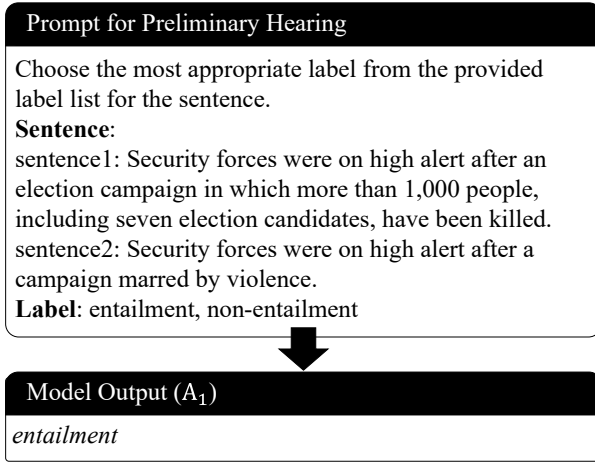 Prompt for Preliminary Hearing
Choose the most appropriate label from the provided
label list for the sentence.
Sentence:
sentence1: Security forces were on high alert after an
election campaign in which more than 1,000 people,
including seven election candidates, have been killed.
sentence2: Security forces were on high alert after a
campaign marred by violence.
Label: entailment, non-entailment
Model Output (A₁)
entailment